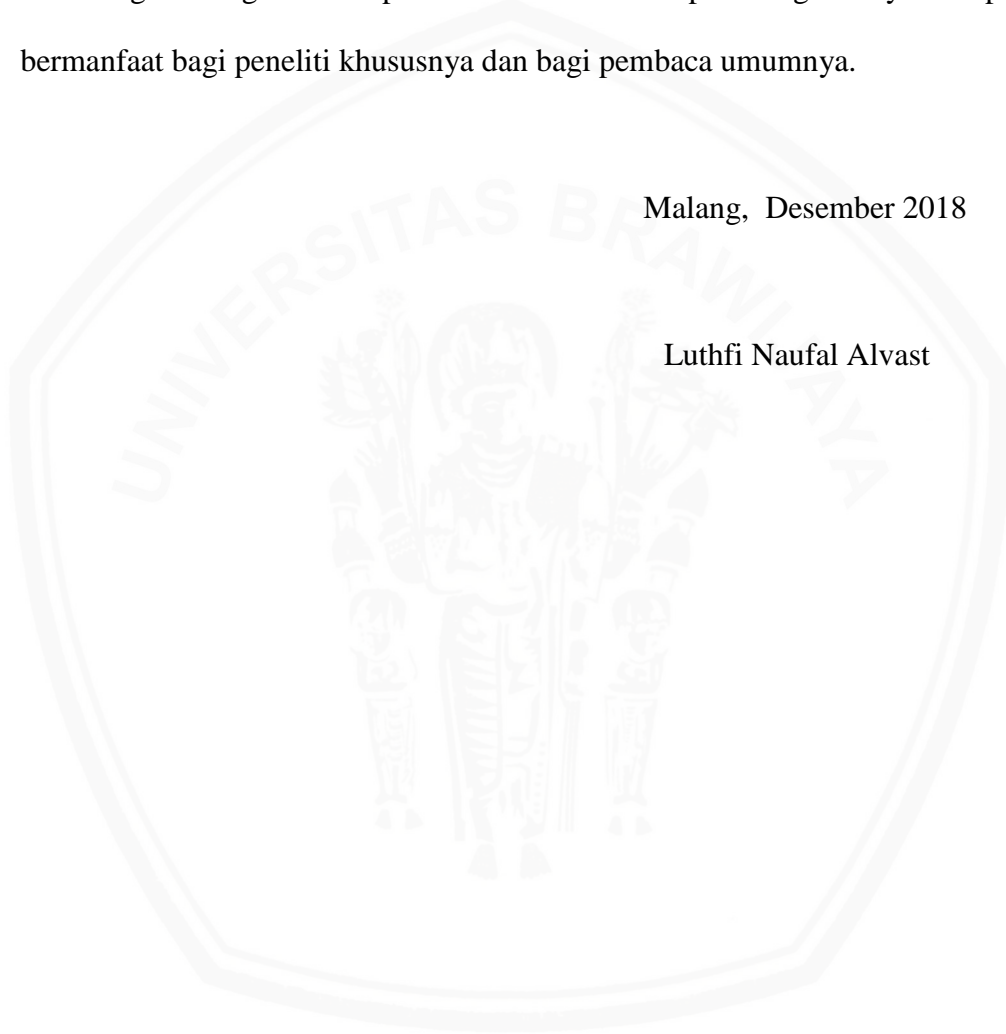 bermanfaat bagi peneliti khususnya dan bagi pembaca umumnya.
Malang, Desember 2018
Luthfi Naufal Alvast
UNIVERSITAS BRAWIJAYA